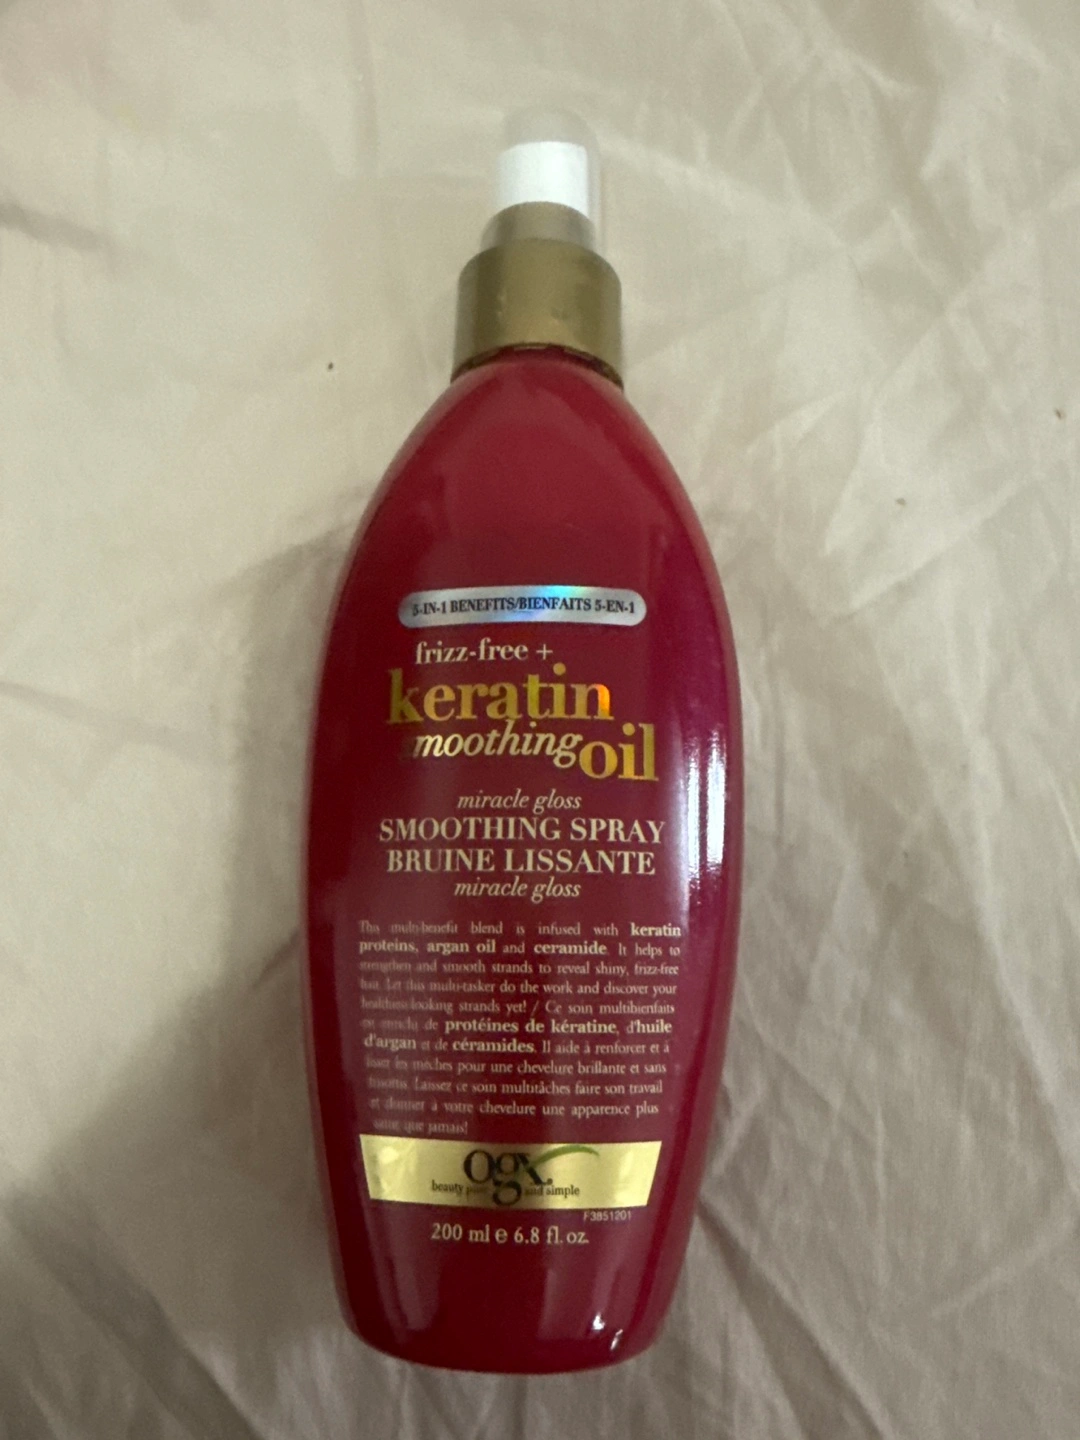 5-IN-1 BENEFITS/BIENFAITS 5-EN-1
frizz-free +
keratin
moothing oil
miracle gloss
SMOOTHING SPRAY
BRUINE LISSANTE
miracle gloss
This multi-benefit blend is infused with keratin
proteins, argan oil and ceramide. It helps to
strengthen and smooth strands to reveal shiny, frizz-free
hair. Let this multi-tasker do the work and discover your
healthiest-looking strands yet! / Ce soin multibienfaits
est enrichi de protéines de kératine, d'huile
d'argan et de céramides. Il aide à renforcer et à
lisser les mèches pour une chevelure brillante et sans
frisottis. Laissez ce soin multitâches faire son travail
et donner à votre chevelure une apparence plus
saine que jamais!
ogx
beauty pure and simple
F3851201
200 ml e 6.8 fl. oz.